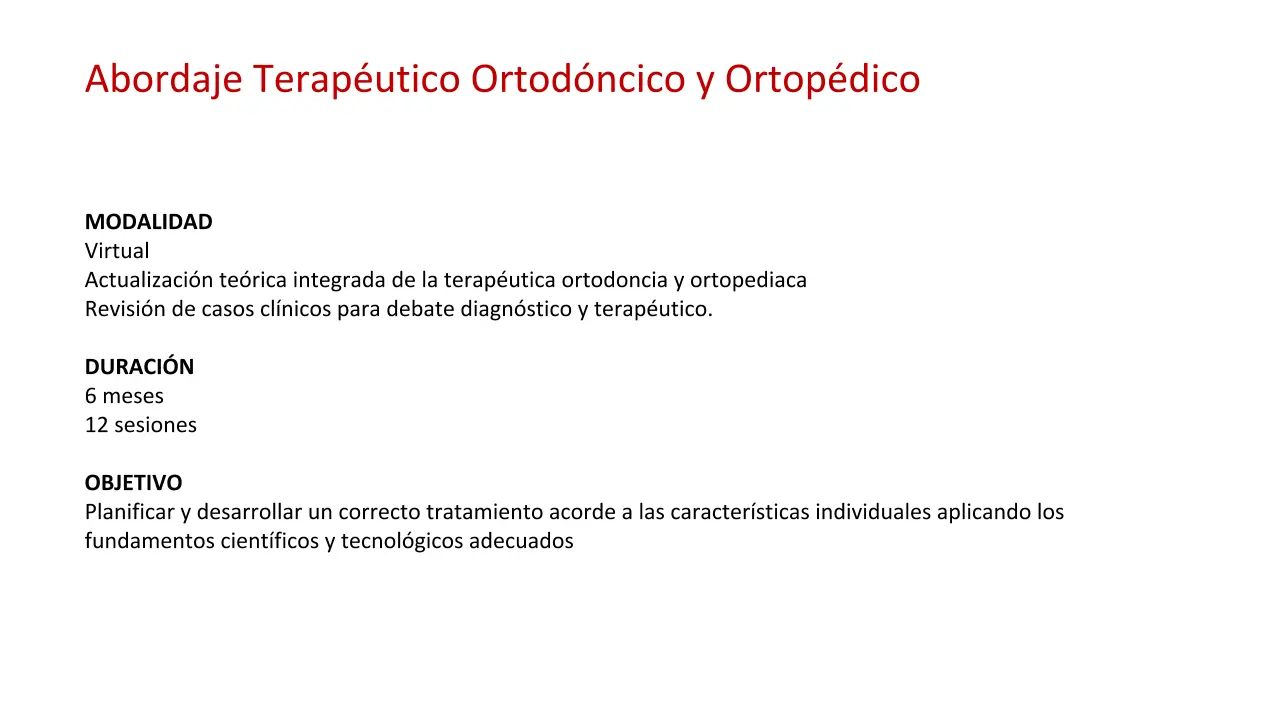 Abordaje Terapéutico Ortodóncico y Ortopédico
MODALIDAD
Virtual
Actualización teórica integrada de la terapéutica ortodoncia y ortopediaca
Revisión de casos clínicos para debate diagnóstico y terapéutico.
DURACIÓN
6 meses
12 sesiones
OBJETIVO
Planificar y desarrollar un correcto tratamiento acorde a las características individuales aplicando los
fundamentos científicos y tecnológicos adecuados